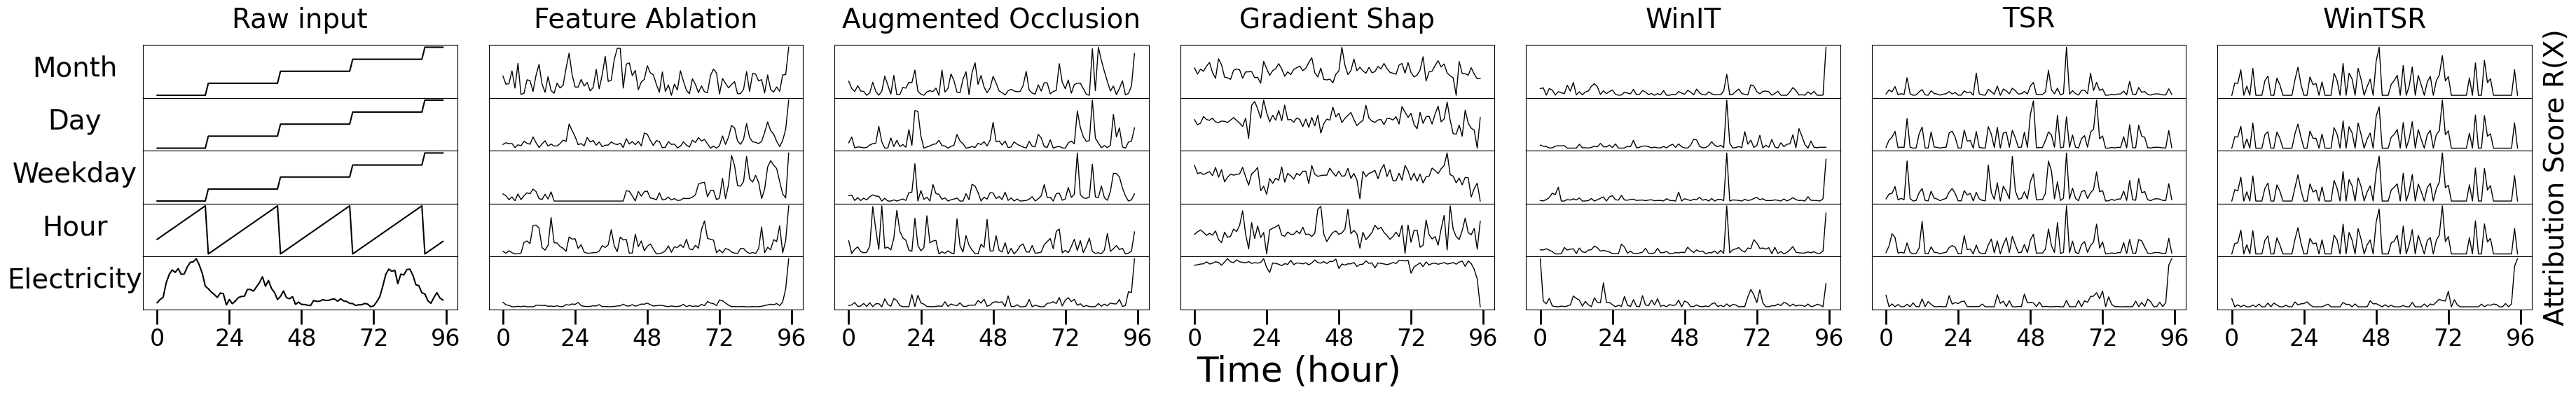 Raw input Feature Ablation Augmented Occlusion Gradient Shap WinIT TSR WinTSR
Month
Day
Weekday
Hour
Electricity
Attribution Score R(X)
0 24 48 72 96 0 24 48 72 96 0 24 48 72 96 0 24 48 72 96 0 24 48 72 96 0 24 48 72 96 0 24 48 72 96
Time (hour)